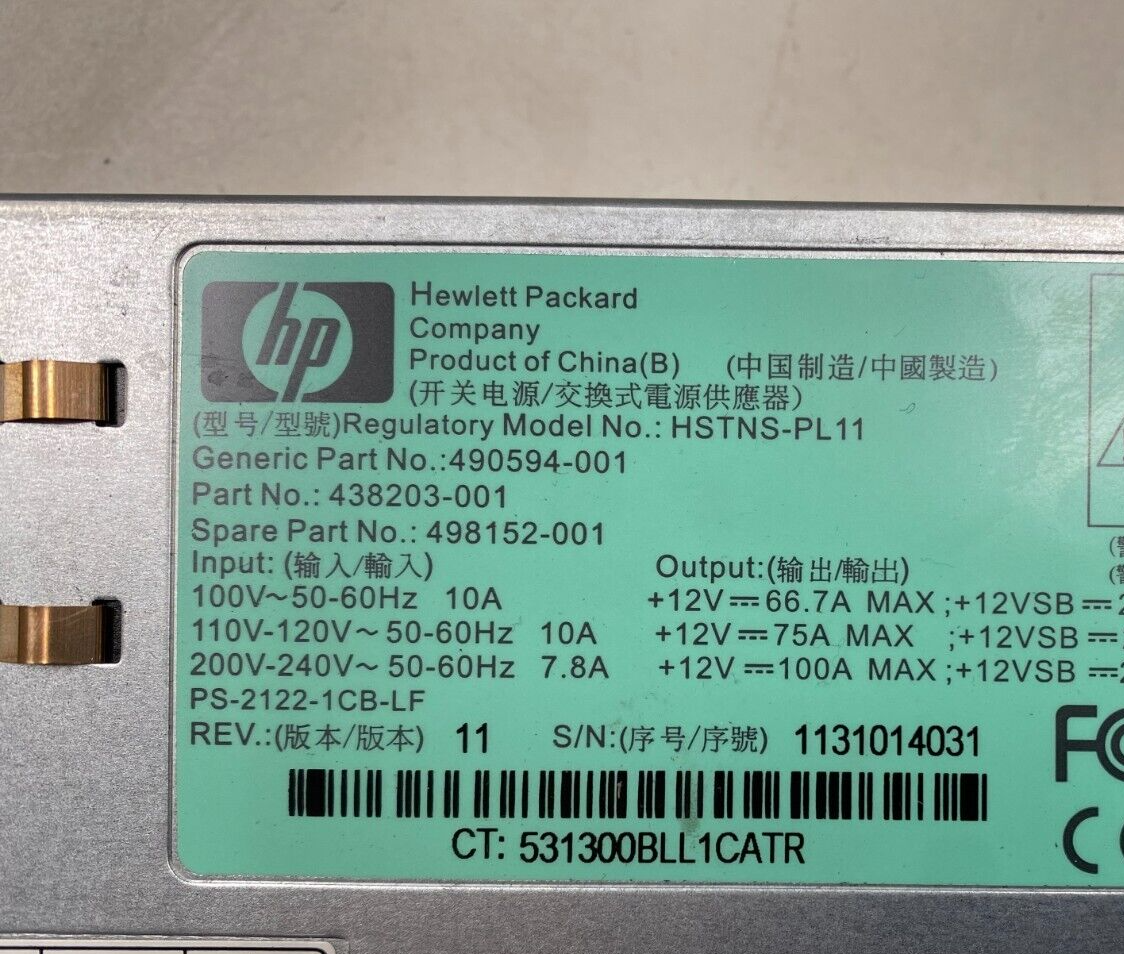 hp
Hewlett Packard
Company
Product of China(B) (中国制造/中國製造)
(开关电源/交換式電源供應器)
(型号/型號)Regulatory Model No.: HSTNS-PL11
Generic Part No.:490594-001
Part No.: 438203-001
Spare Part No.: 498152-001
Input: (输入/輸入) Output:(输出/輸出)
100V~50-60Hz 10A +12V⎓66.7A MAX ;+12VSB⎓2
110V-120V~ 50-60Hz 10A +12V⎓75A MAX ;+12VSB⎓
200V-240V~ 50-60Hz 7.8A +12V⎓100A MAX ;+12VSB⎓2
PS-2122-1CB-LF
REV.:(版本/版本) 11 S/N:(序号/序號) 1131014031
CT: 531300BLL1CATR